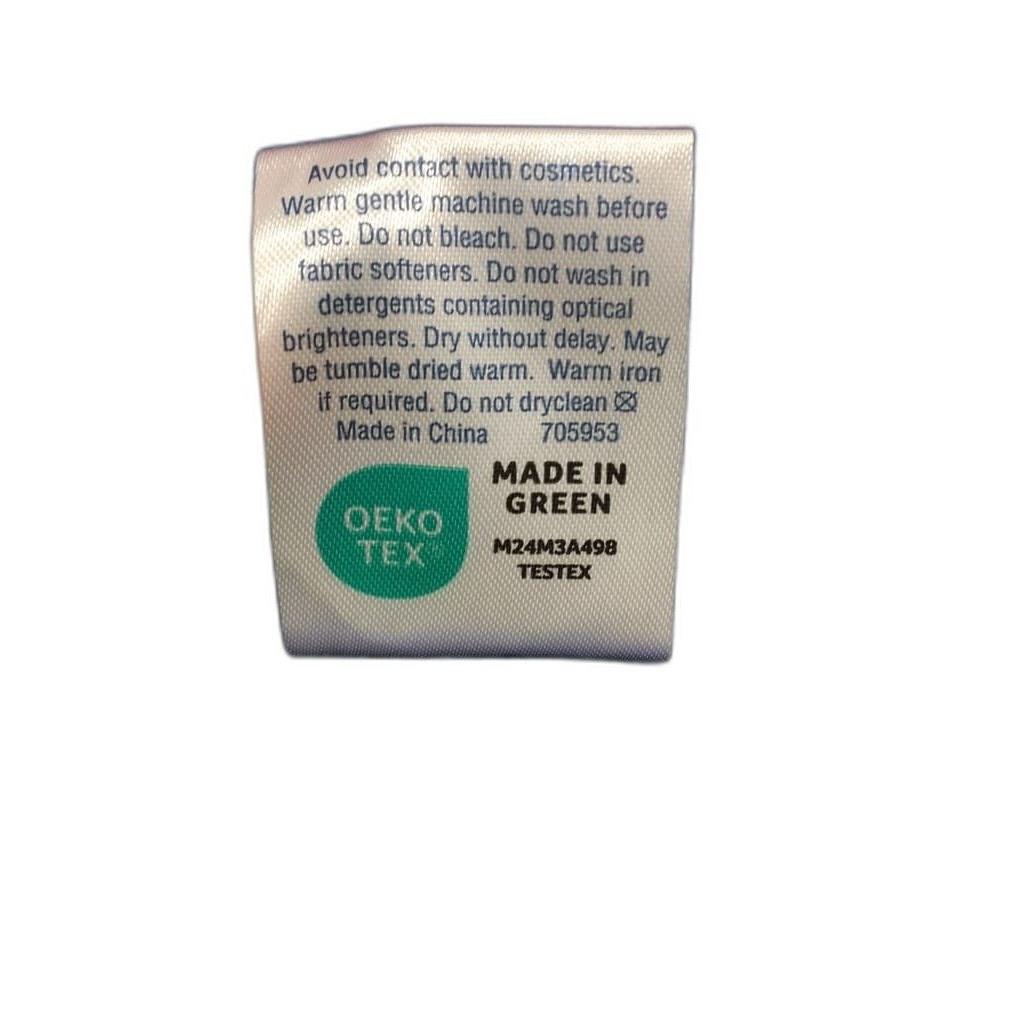 Avoid contact with cosmetics.
Warm gentle machine wash before
use. Do not bleach. Do not use
fabric softeners. Do not wash in
detergents containing optical
brighteners. Dry without delay. May
be tumble dried warm. Warm iron
if required. Do not dryclean
Made in China 705953
OEKO
TEX
MADE IN
GREEN
M24M3A498
TESTEX